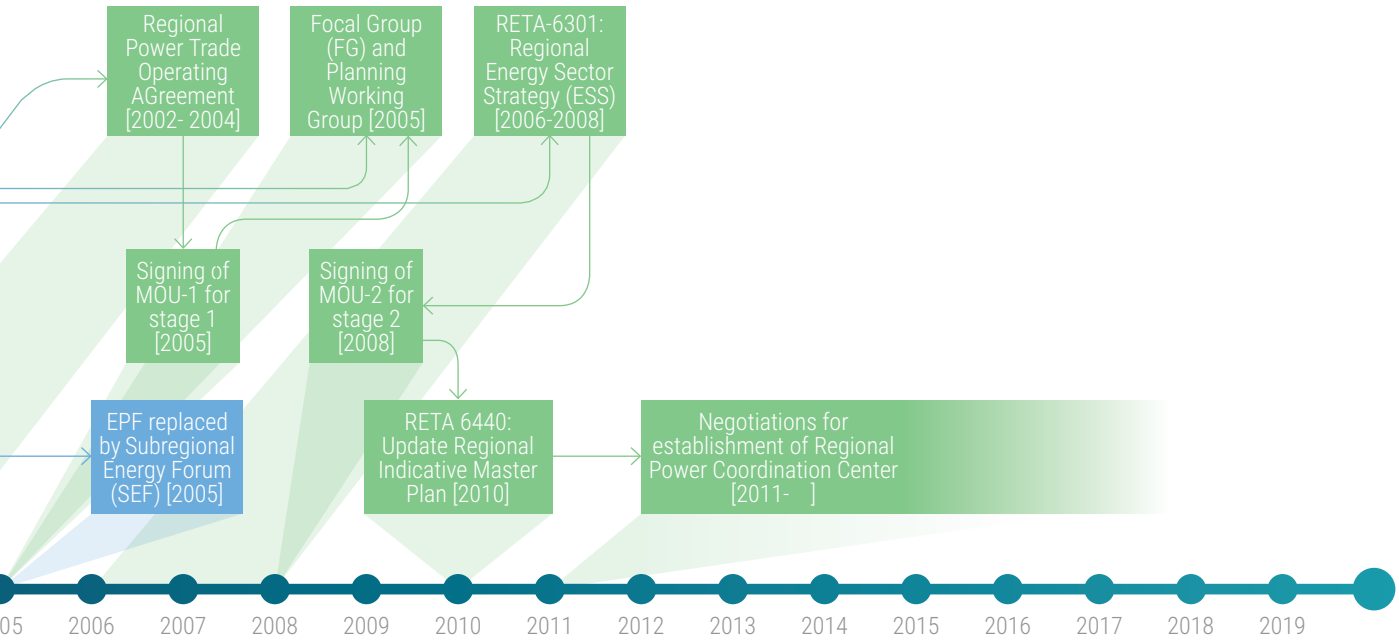 Regional
Power Trade
Operating
AGreement
[2002- 2004]
Focal Group
(FG) and
Planning
Working
Group [2005]
RETA-6301:
Regional
Energy Sector
Strategy (ESS)
[2006-2008]
Signing of
MOU-1 for
stage 1
[2005]
Signing of
MOU-2 for
stage 2
[2008]
EPF replaced
by Subregional
Energy Forum
(SEF) [2005]
RETA 6440:
Update Regional
Indicative Master
Plan [2010]
Negotiations for
establishment of Regional
Power Coordination Center
[2011- ]
05 2006 2007 2008 2009 2010 2011 2012 2013 2014 2015 2016 2017 2018 2019